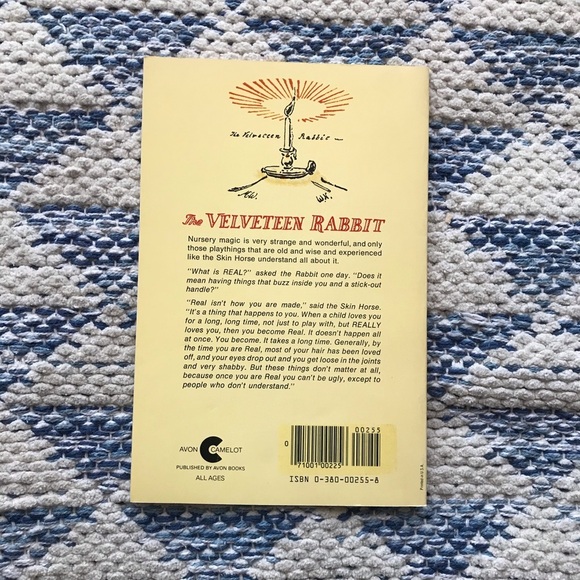 The Velveteen Rabbit —
M.W. W.N.
The VELVETEEN RABBIT
Nursery magic is very strange and wonderful, and only
those playthings that are old and wise and experienced
like the Skin Horse understand all about it.
"What is REAL?" asked the Rabbit one day. "Does it
mean having things that buzz inside you and a stick-out
handle?"
"Real isn't how you are made," said the Skin Horse.
"It's a thing that happens to you. When a child loves you
for a long, long time, not just to play with, but REALLY
loves you, then you become Real. It doesn't happen all
at once. You become. It takes a long time. Generally, by
the time you are Real, most of your hair has been loved
off, and your eyes drop out and you get loose in the joints
and very shabby. But these things don't matter at all,
because once you are Real you can't be ugly, except to
people who don't understand."
AVON CAMELOT
PUBLISHED BY AVON BOOKS
ALL AGES
00255
0 71001 00225
ISBN 0-380-00255-8
Printed in U.S.A.